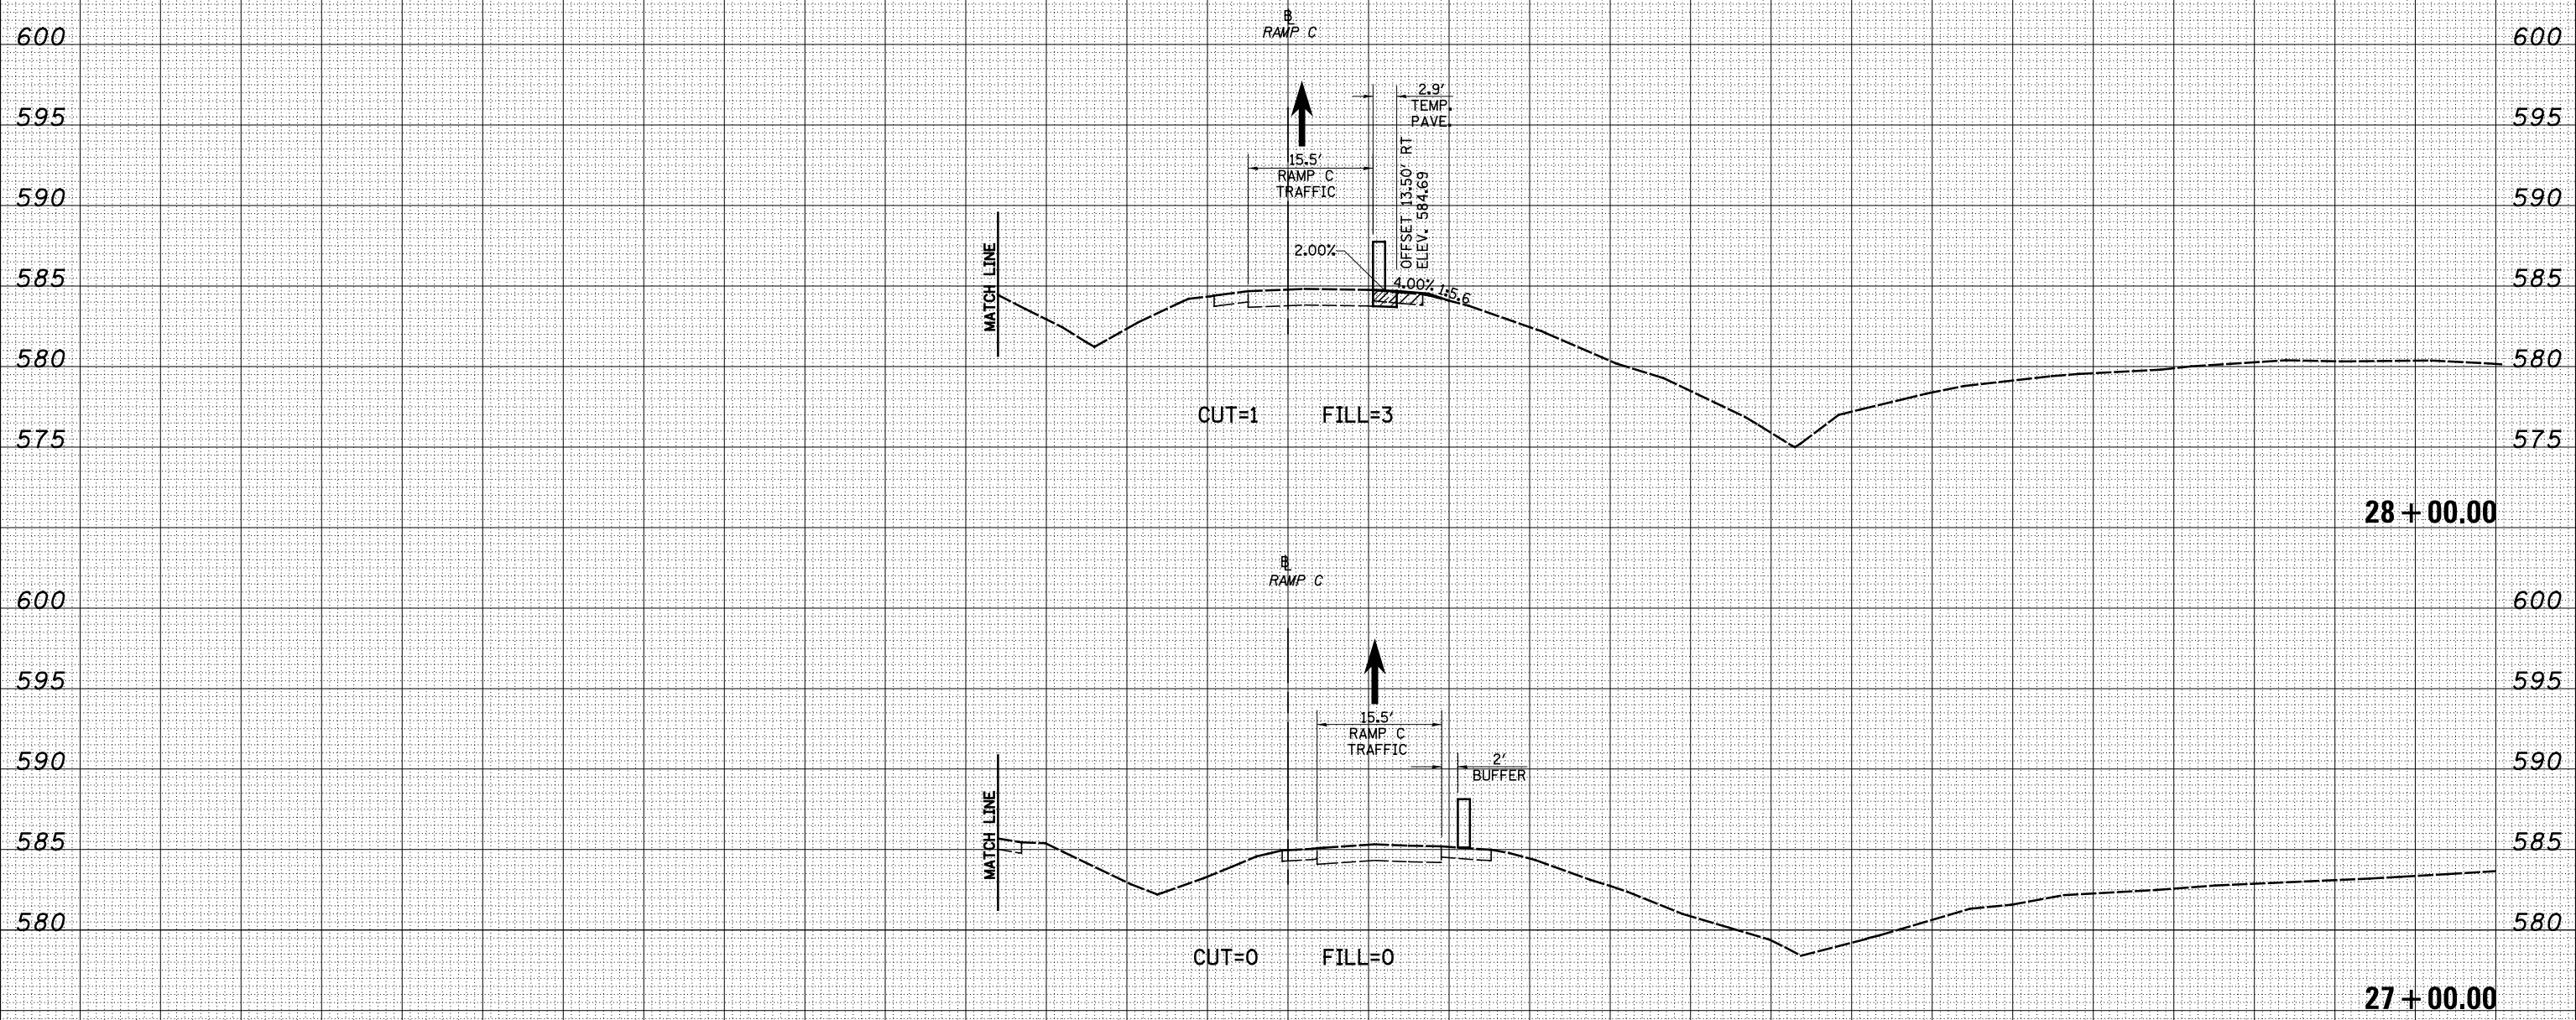 ℄
RAMP C
600
600
2.9'
TEMP.
PAVE.
595
595
15.5'
RAMP C
TRAFFIC
OFFSET 13.50' RT
ELEV. 584.69
590
590
MATCH LINE
2.00%
4.00%
1:5.6
585
585
580
580
CUT=1 FILL=3
575
575
28+00.00
℄
RAMP C
600
600
595
595
15.5'
RAMP C
TRAFFIC
2'
BUFFER
590
590
MATCH LINE
585
585
580
580
CUT=0 FILL=0
27+00.00